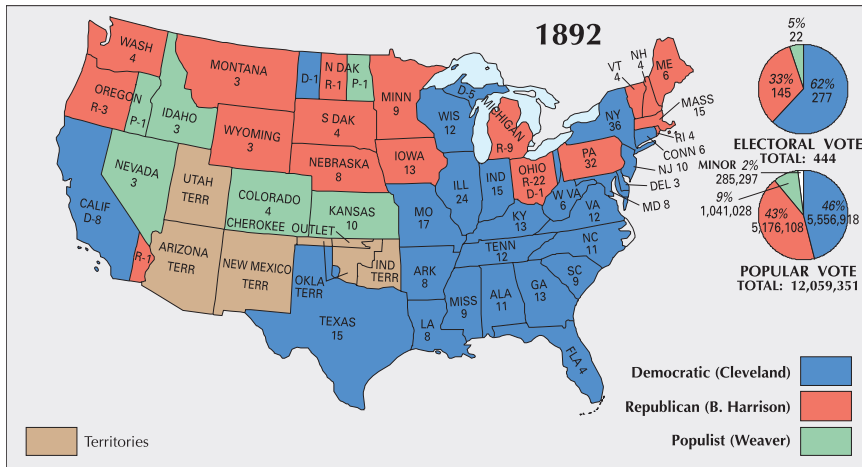 1892
WASH
4
OREGON
R-3
P-1
CALIF
D-8
R-1
IDAHO
3
NEVADA
3
MONTANA
3
WYOMING
3
UTAH
TERR
ARIZONA
TERR
COLORADO
4
NEW MEXICO
TERR
D-1
N DAK
R-1
P-1
S DAK
4
NEBRASKA
8
KANSAS
10
CHEROKEE OUTLET
OKLA
TERR
IND
TERR
TEXAS
15
MINN
9
IOWA
13
MO
17
ARK
8
LA
8
WIS
12
ILL
24
D-5
MICHIGAN
R-9
IND
15
OHIO
R-22
D-1
KY
13
TENN
12
MISS
9
ALA
11
GA
13
FLA 4
SC
9
NC
11
VA
12
W VA
6
PA
32
NY
36
VT
4
NH
4
ME
6
MASS
15
RI 4
CONN 6
NJ 10
DEL 3
MD 8
5%
22
33%
145
62%
277
ELECTORAL VOTE
TOTAL: 444
MINOR 2%
285,297
9%
1,041,028
43%
5,176,108
46%
5,556,918
POPULAR VOTE
TOTAL: 12,059,351
Democratic (Cleveland)
Republican (B. Harrison)
Populist (Weaver)
Territories